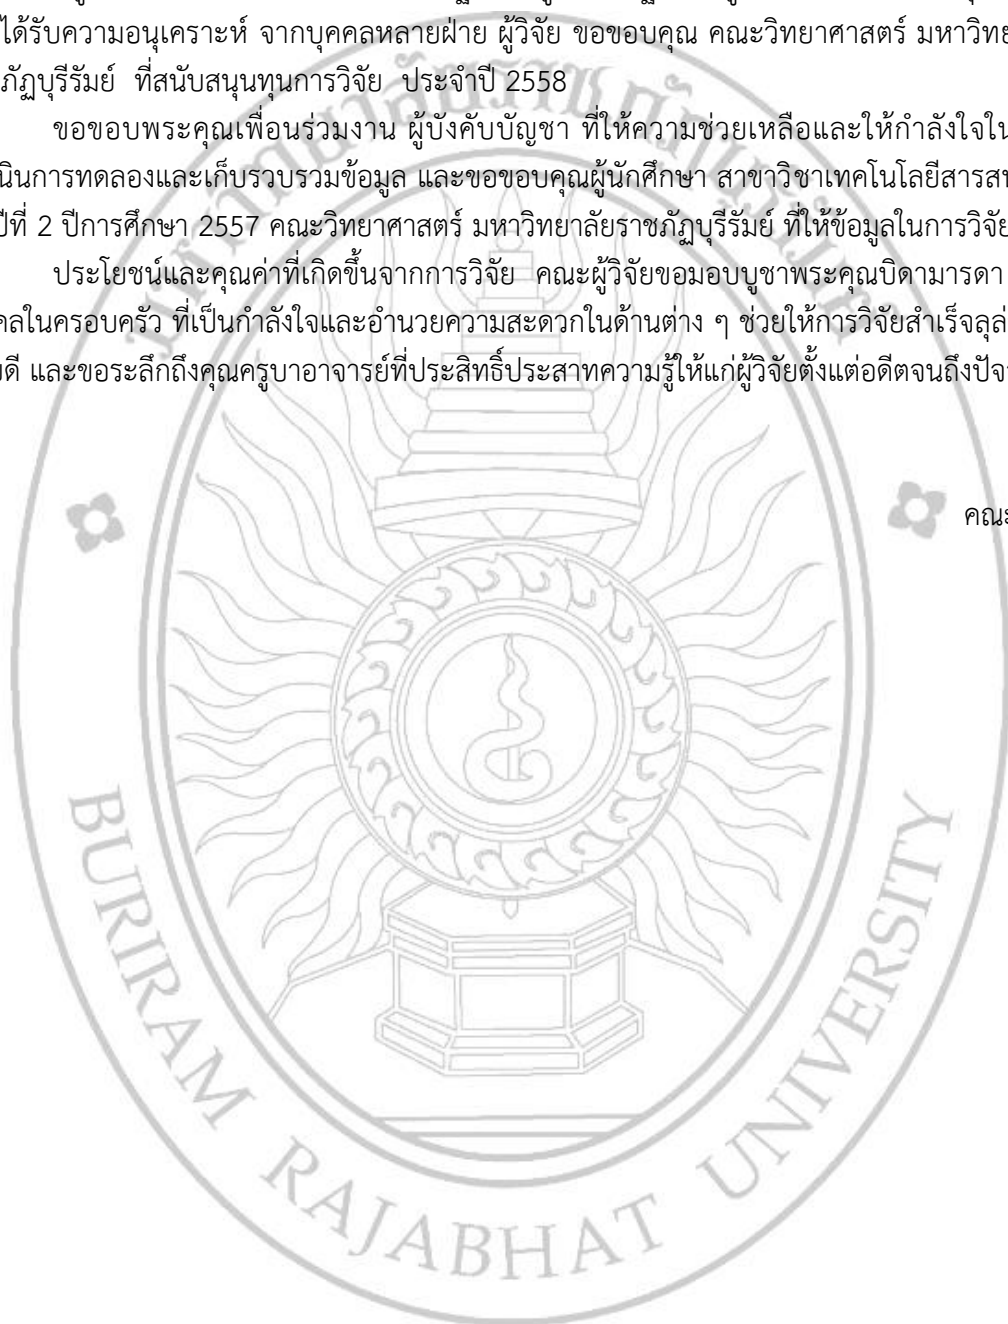 ได้รับความอนุเคราะห์ จากบุคคลหลายฝ่าย ผู้วิจัย ขอขอบคุณ คณะวิทยาศาสตร์ มหาวิทย
ภัฏบุรีรัมย์ ที่สนับสนุนทุนการวิจัย ประจำปี 2558
ขอขอบพระคุณเพื่อนร่วมงาน ผู้บังคับบัญชา ที่ให้ความช่วยเหลือและให้กำลังใจใน
นินการทดลองและเก็บรวบรวมข้อมูล และขอขอบคุณผู้นักศึกษา สาขาวิชาเทคโนโลยีสารสน
ปีที่ 2 ปีการศึกษา 2557 คณะวิทยาศาสตร์ มหาวิทยาลัยราชภัฏบุรีรัมย์ ที่ให้ข้อมูลในการวิจัย
ประโยชน์และคุณค่าที่เกิดขึ้นจากการวิจัย คณะผู้วิจัยขอมอบบูชาพระคุณบิดามารดา
คลในครอบครัว ที่เป็นกำลังใจและอำนวยความสะดวกในด้านต่าง ๆ ช่วยให้การวิจัยสำเร็จลุล่
ยดี และขอระลึกถึงคุณครูบาอาจารย์ที่ประสิทธิ์ประสาทความรู้ให้แก่ผู้วิจัยตั้งแต่อดีตจนถึงปัจ
คณะ
มหาวิทยาลัยราชภัฏบุรีรัมย์
BURIRAM RAJABHAT UNIVERSITY